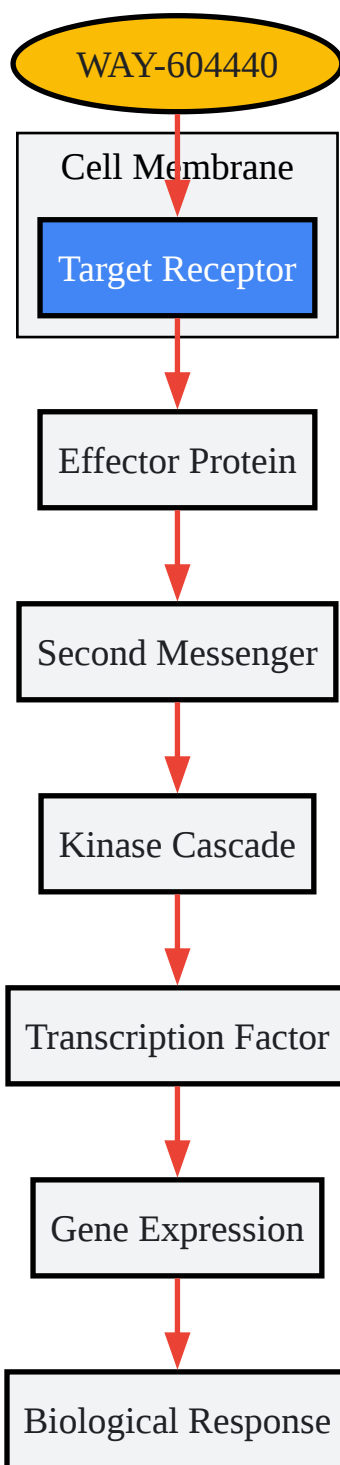 WAY-604440
Cell Membrane
Target Receptor
Effector Protein
Second Messenger
Kinase Cascade
Transcription Factor
Gene Expression
Biological Response